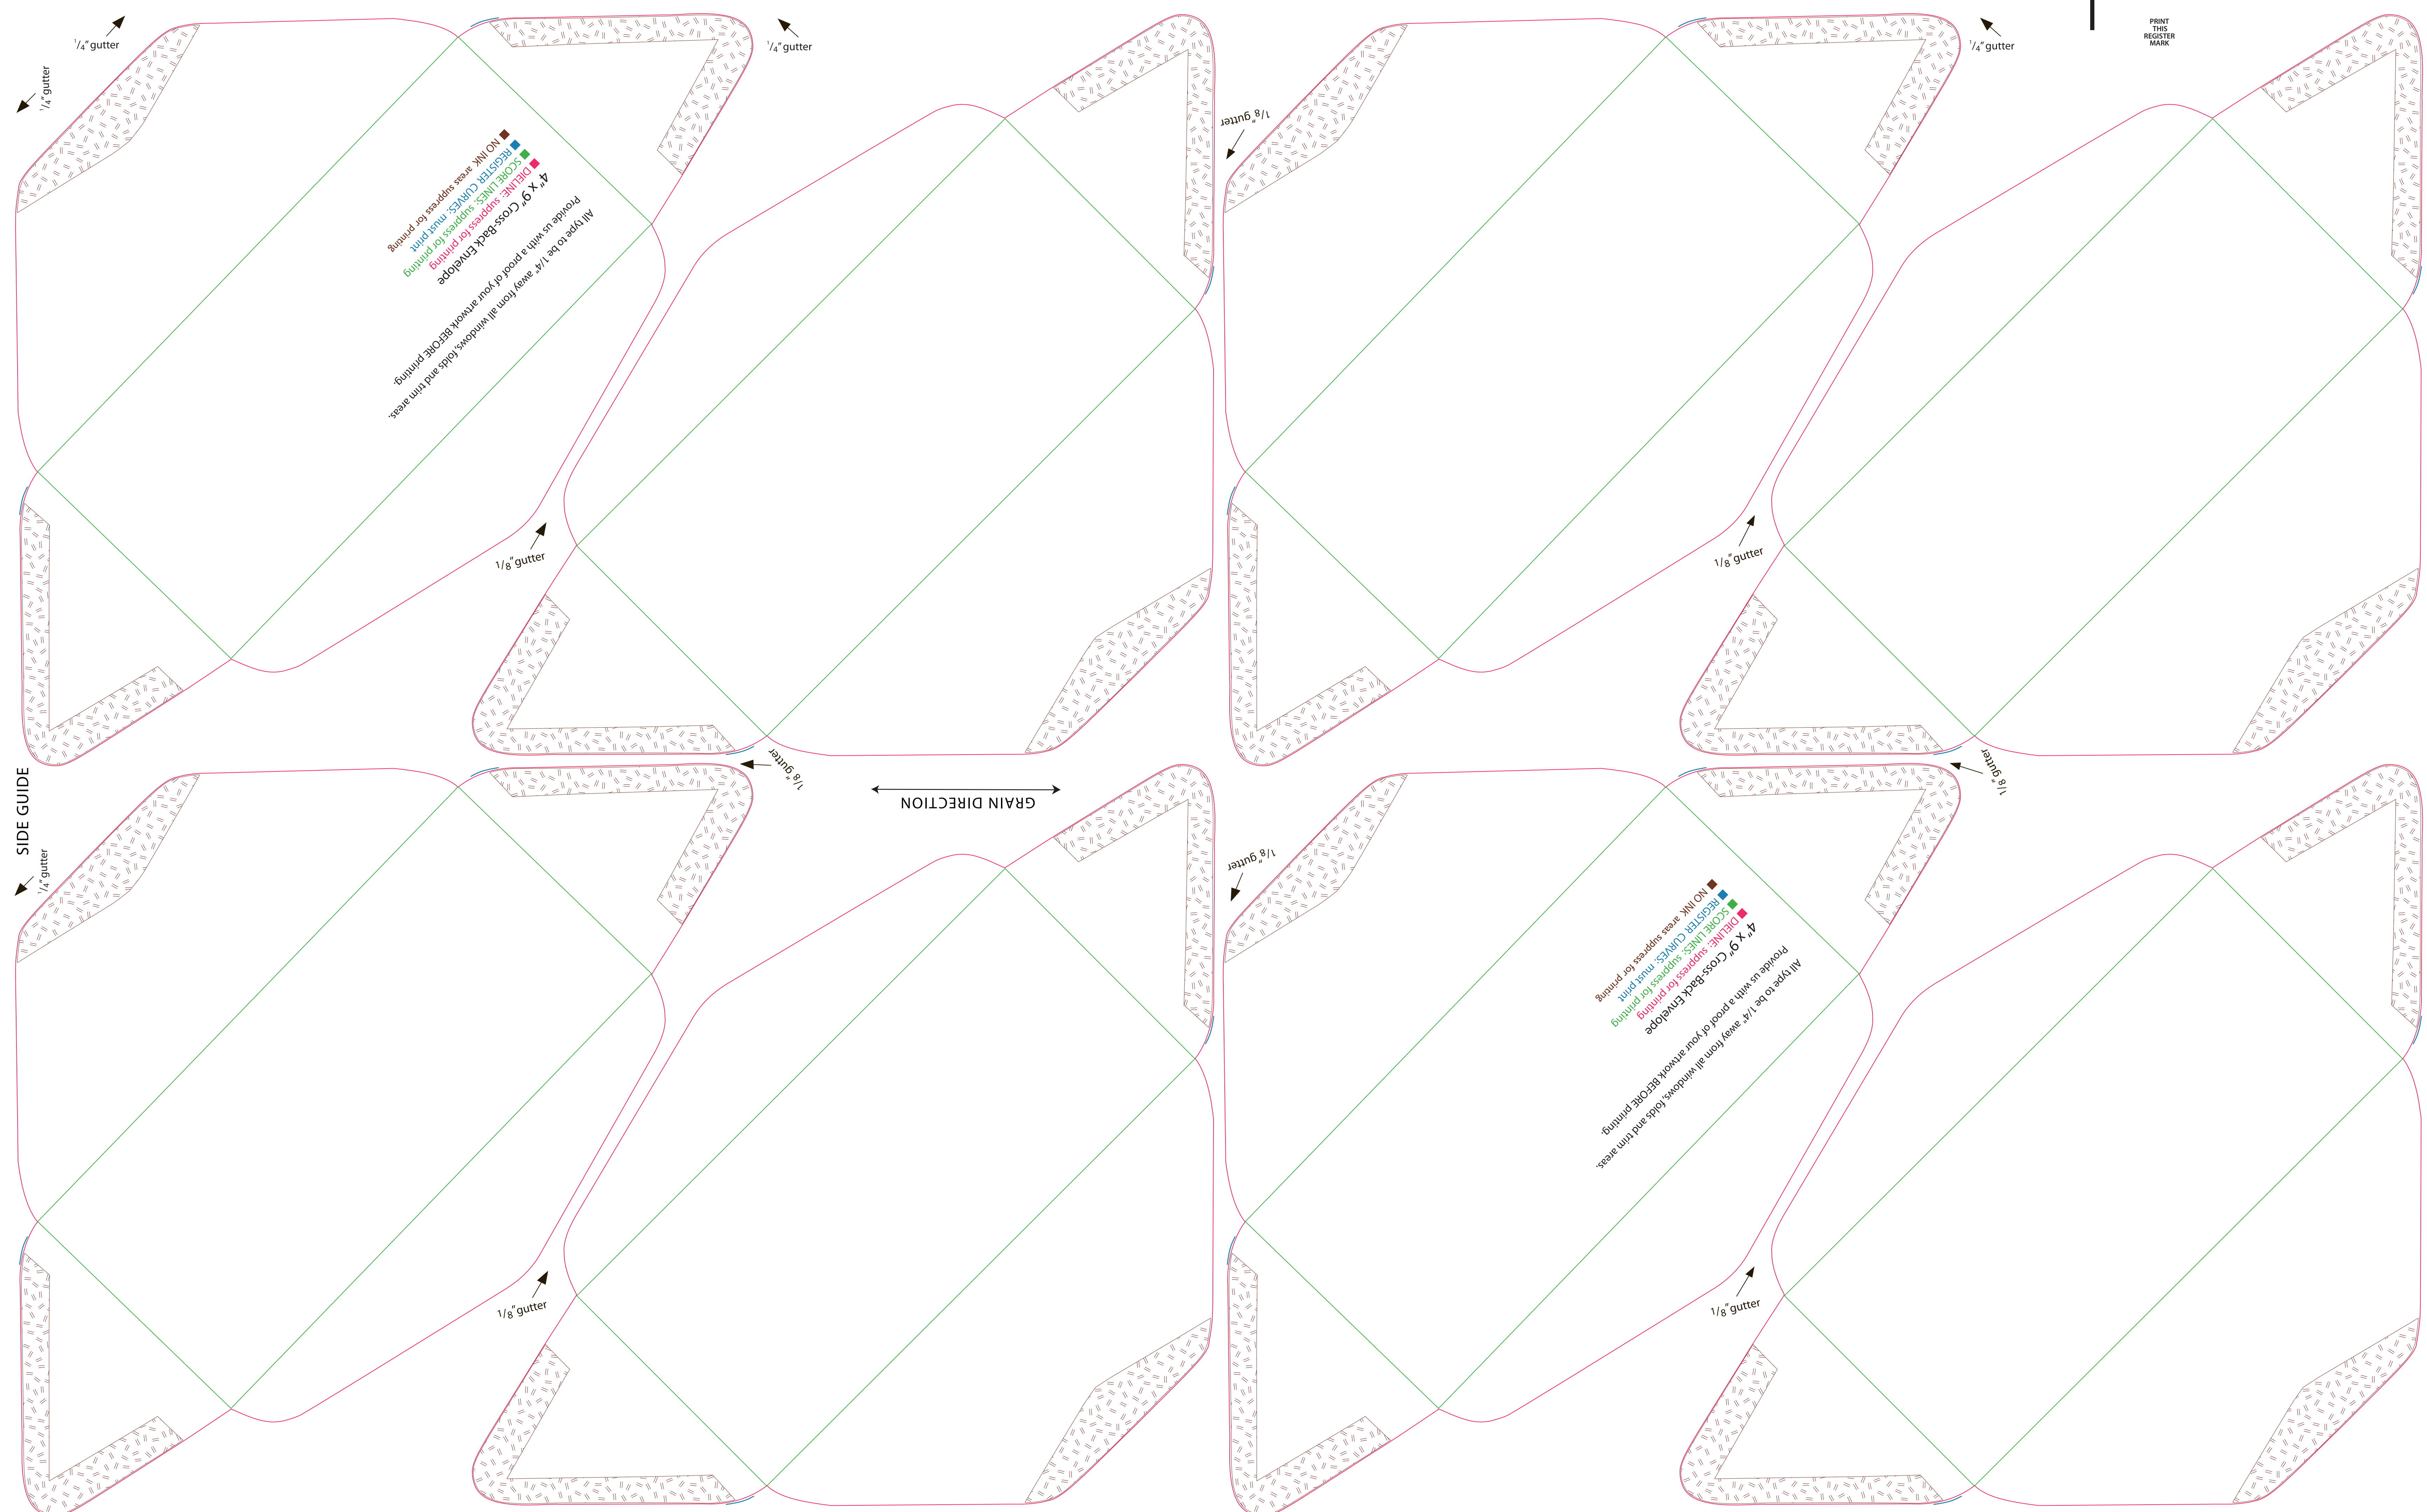 1/4" gutter
1/4" gutter
1/4" gutter
1/4" gutter
PRINT
THIS
REGISTER
MARK
1/8" gutter
4" x 9" Cross-Back Envelope
DIELINE: suppress for printing
SCORE LINES: suppress for printing
REGISTER CURVES: must print
NO INK areas suppress for printing
All type to be 1/4" away from all windows, folds and trim areas.
Provide us with a proof of your artwork BEFORE printing.
1/8" gutter
1/8" gutter
SIDE GUIDE
1/8" gutter
GRAIN DIRECTION
1/8" gutter
1/4" gutter
1/8" gutter
4" x 9" Cross-Back Envelope
DIELINE: suppress for printing
SCORE LINES: suppress for printing
REGISTER CURVES: must print
NO INK areas suppress for printing
All type to be 1/4" away from all windows, folds and trim areas.
Provide us with a proof of your artwork BEFORE printing.
1/8" gutter
1/8" gutter